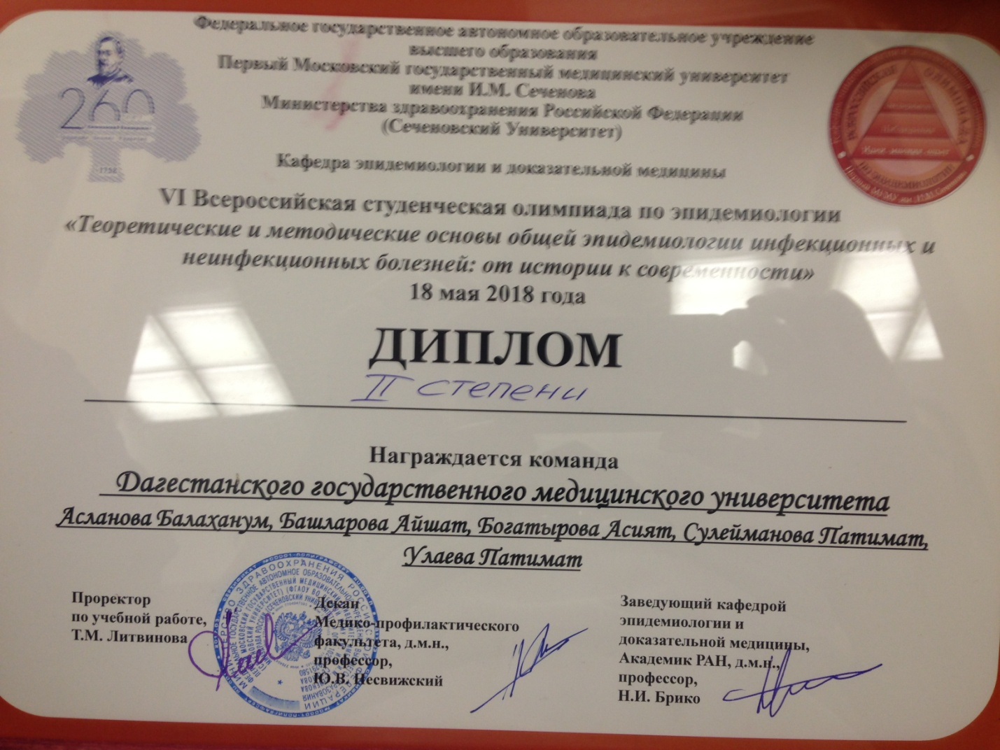 Федеральное государственное автономное образовательное учреждение
высшего образования
Первый Московский государственный медицинский университет
имени И.М. Сеченова
Министерства здравоохранения Российской Федерации
(Сеченовский Университет)
260
1758
Кафедра эпидемиологии и доказательной медицины
VI Всероссийская студенческая олимпиада по эпидемиологии
«Теоретические и методические основы общей эпидемиологии инфекционных и
неинфекционных болезней: от истории к современности»
18 мая 2018 года
ДИПЛОМ
II степени
Награждается команда
Дагестанского государственного медицинского университета
Асланова Балаханум, Башларова Айшат, Богатырова Асият, Сулейманова Патимат,
Улаева Патимат
Проректор
по учебной работе,
Т.М. Литвинова
Декан
Медико-профилактического
факультета, д.м.н.,
профессор,
Ю.В. Несвижский
Заведующий кафедрой
эпидемиологии и
доказательной медицины,
Академик РАН, д.м.н.,
профессор,
Н.И. Брико